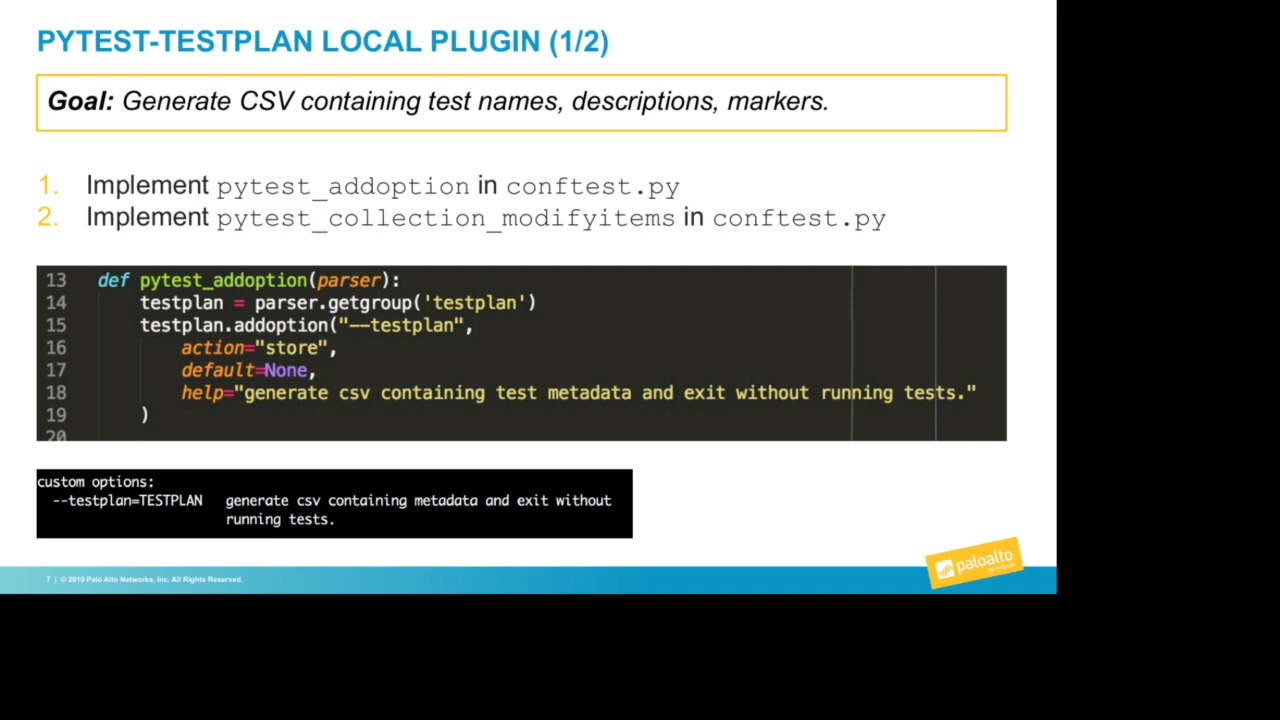 PYTEST-TESTPLAN LOCAL PLUGIN (1/2)
Goal: Generate CSV containing test names, descriptions, markers.
1. Implement pytest_addoption in conftest.py
2. Implement pytest_collection_modifyitems in conftest.py
13 def pytest_addoption(parser):
14 testplan = parser.getgroup('testplan')
15 testplan.addoption("--testplan",
16 action="store",
17 default=None,
18 help="generate csv containing test metadata and exit without running tests."
19 )
20
custom options:
--testplan=TESTPLAN generate csv containing metadata and exit without
running tests.
paloalto
7 | © 2019 Palo Alto Networks, Inc. All Rights Reserved.